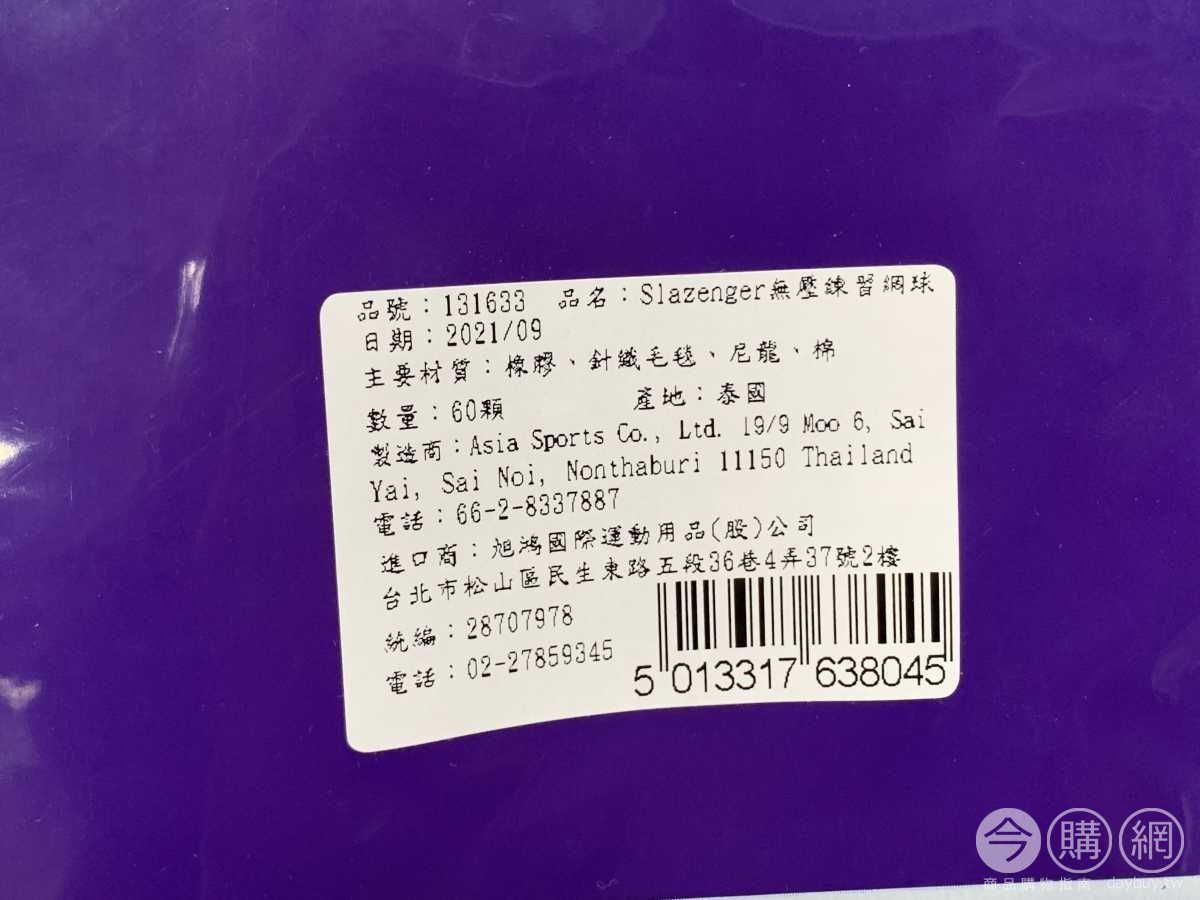 品號：131633 品名：Slazenger無壓練習網球
日期：2021/09
主要材質：橡膠、針織毛毯、尼龍、棉
數量：60顆 產地：泰國
製造商：Asia Sports Co., Ltd. 19/9 Moo 6, Sai
Yai, Sai Noi, Nonthaburi 11150 Thailand
電話：66-2-8337887
進口商：旭鴻國際運動用品(股)公司
台北市松山區民生東路五段36巷4弄37號2樓
統編：28707978
電話：02-27859345
5 013317 638045
今購網
商品購物指南 daybuy.tw